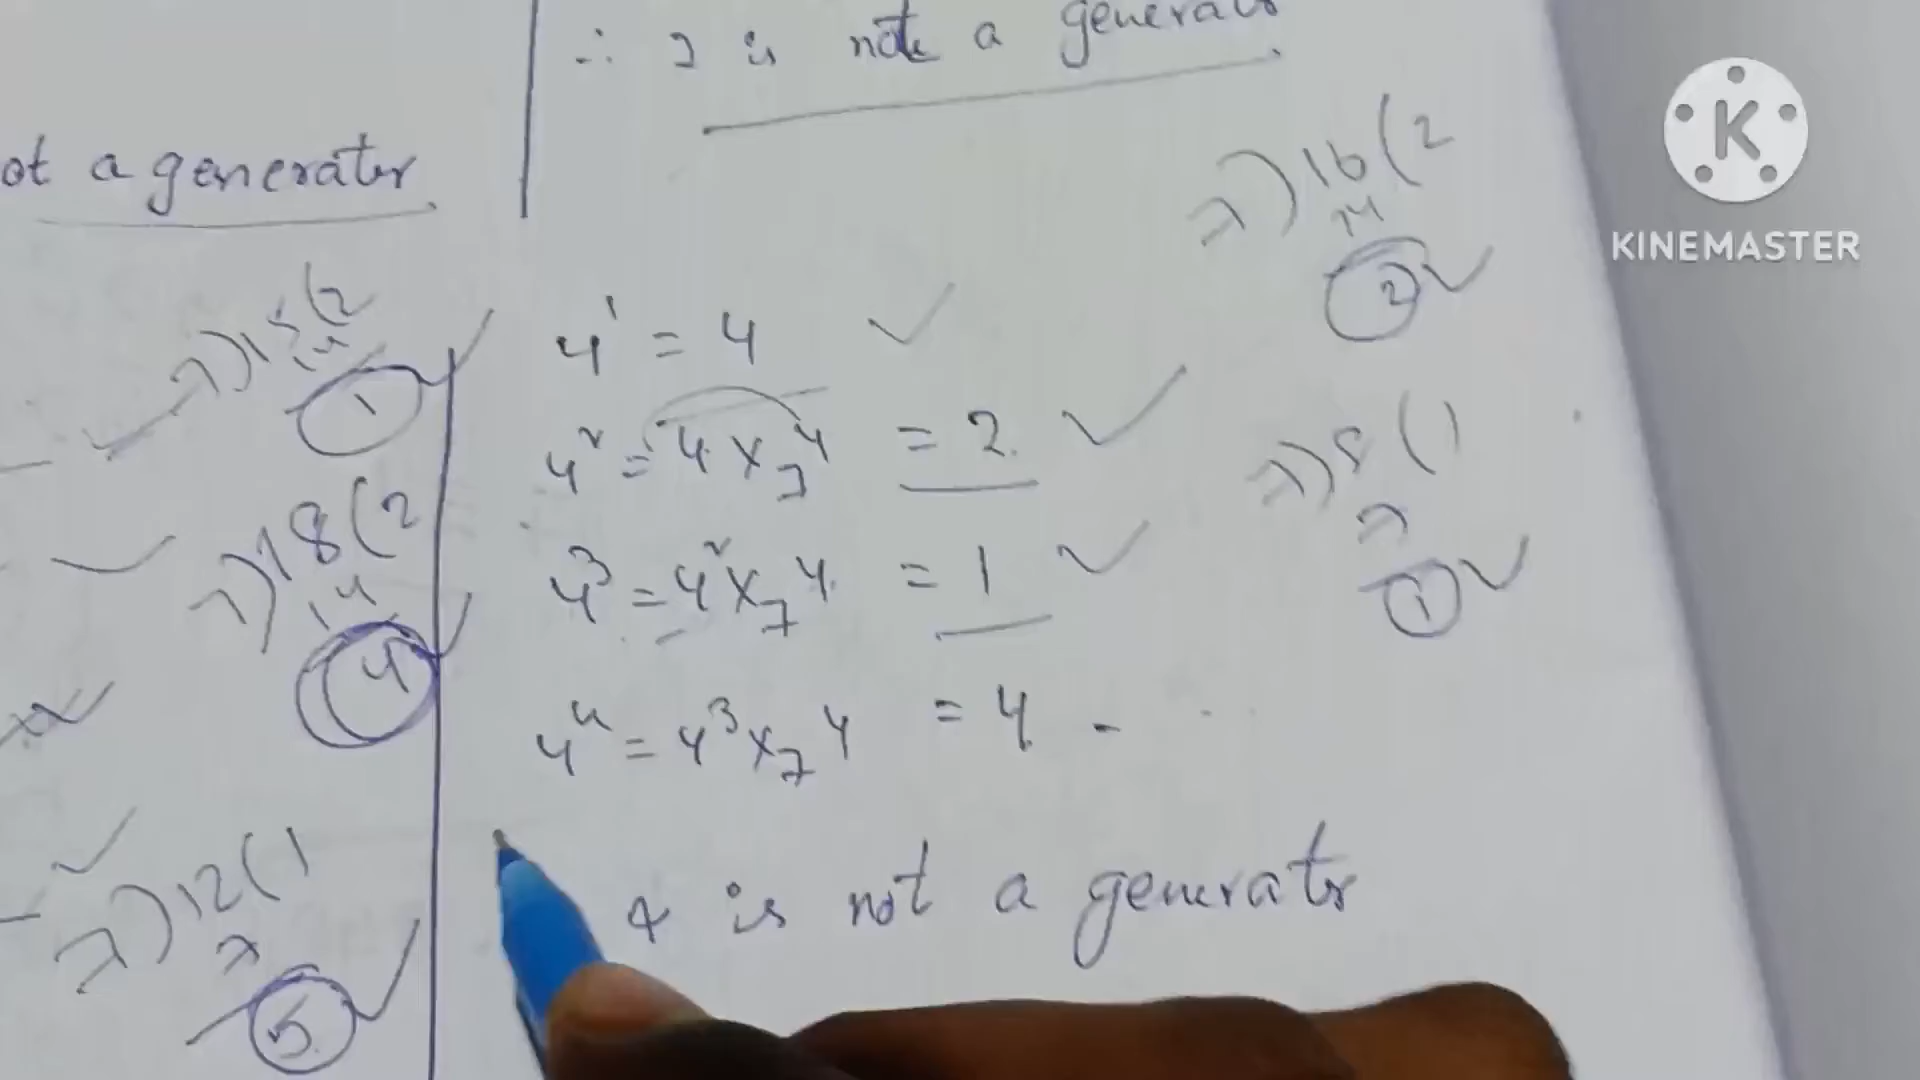 ∴ 2 is not a generator
ot a generator
7)16(2
14
2
KINEMASTER
7)15(2
14
1
4¹ = 4
4² = 4 ×₇ 4 = 2
7)8(1
7
1
7)18(2
14
4
4³ = 4² ×₇ 4 = 1
4⁴ = 4³ ×₇ 4 = 4
7)12(1
7
5
4 is not a generator